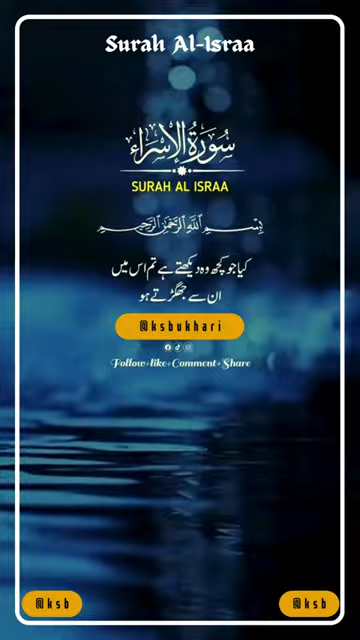 Surah Al-Israa
سُورَةُ الإِسْرَاء
SURAH AL ISRAA
بِسْمِ اللّٰهِ الرَّحْمٰنِ الرَّحِيْمِ
کیا جو کچھ وہ دیکھتے ہے تم اس میں
ان سے جھگڑتے ہو
@ksbukhari
Follow+like+Comment+Share
@ksb
@ksb